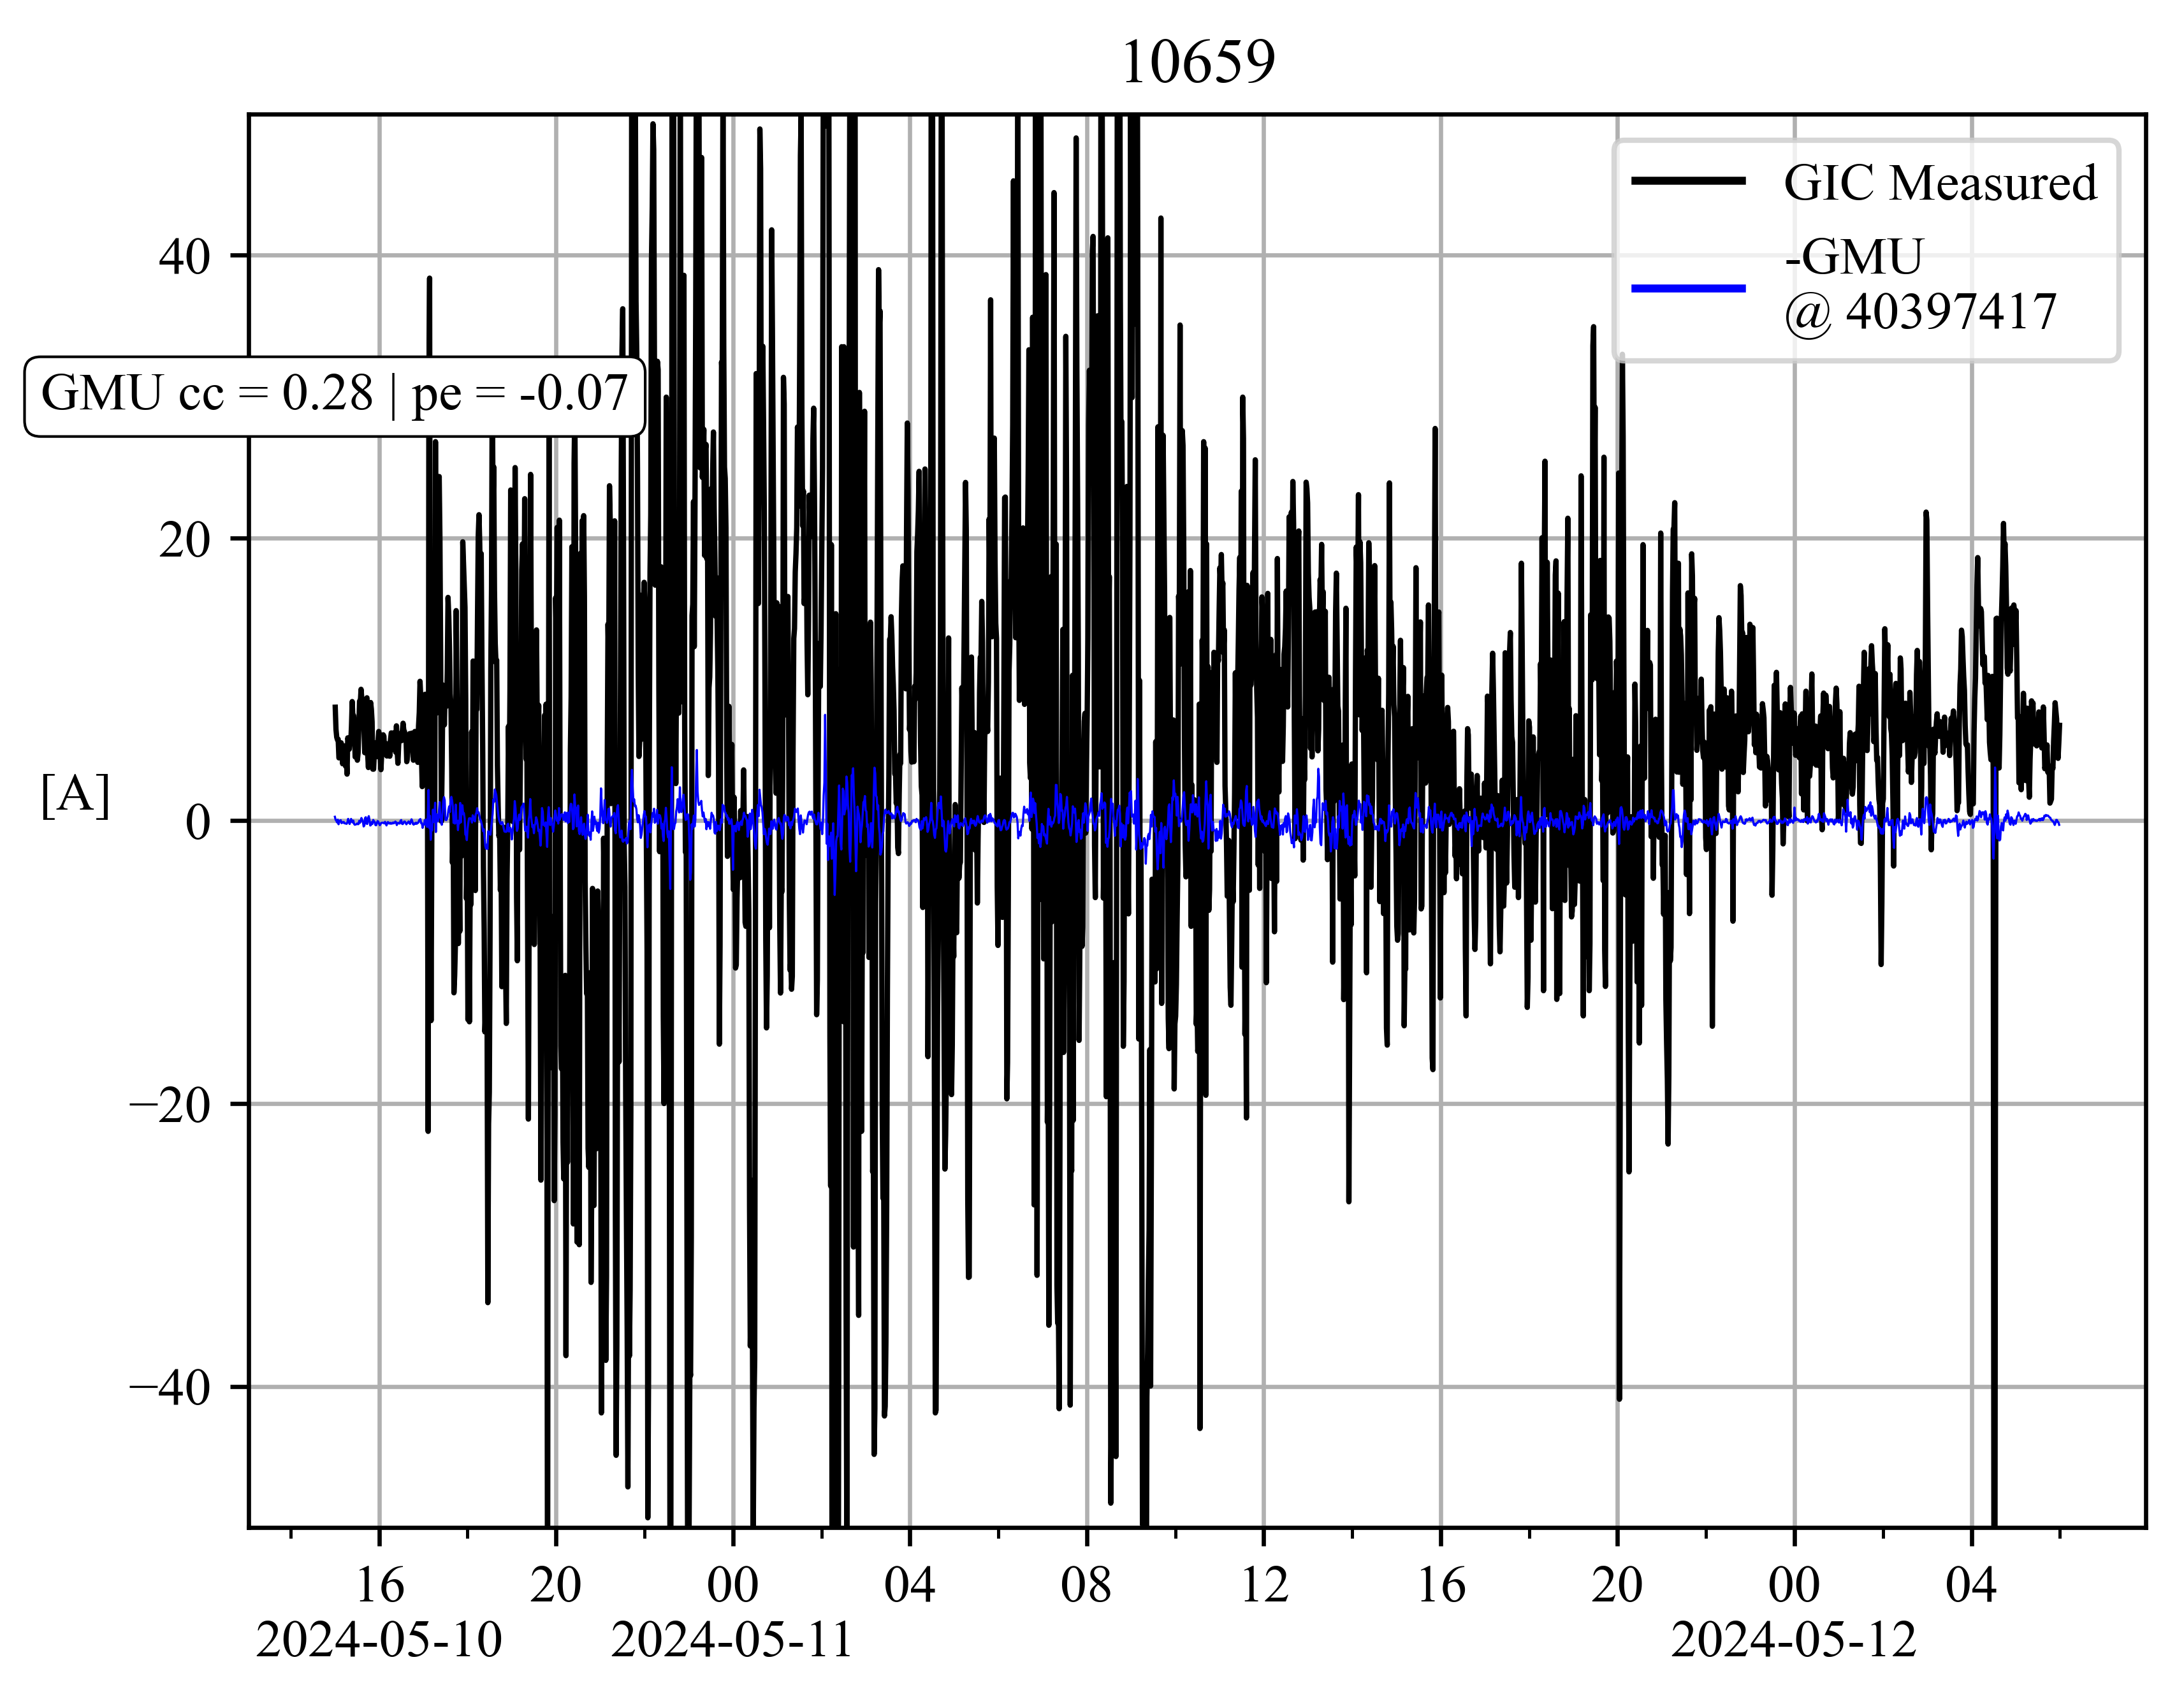 10659
GIC Measured
-GMU
@ 40397417
GMU cc = 0.28 | pe = -0.07
[A]
40
20
0
−20
−40
16 20 00 04 08 12 16 20 00 04
2024-05-10 2024-05-11 2024-05-12